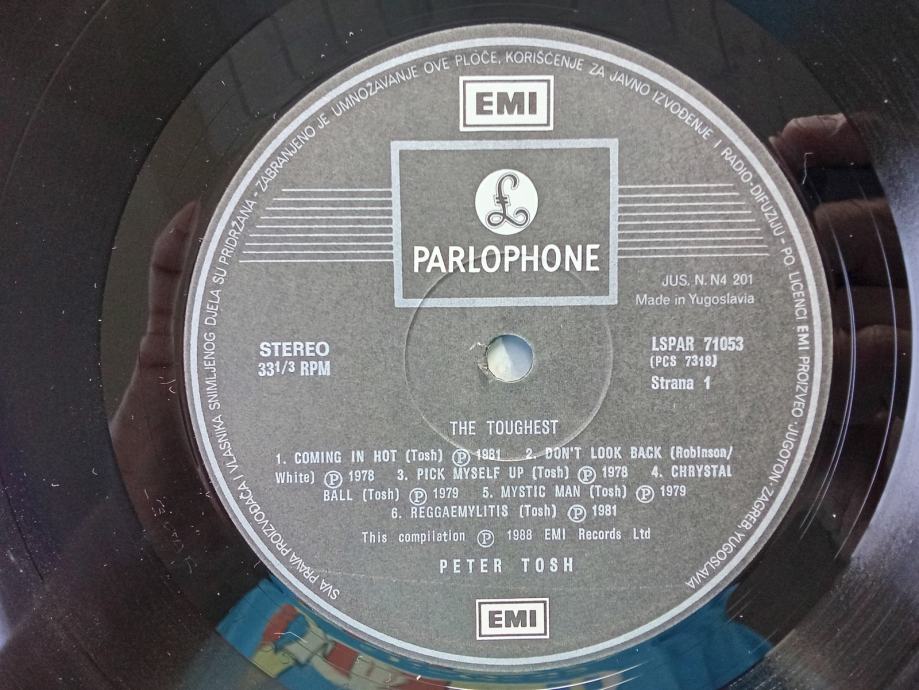 SVA PRAVA PROIZVOĐAČA I VLASNIKA SNIMLJENOG DJELA SU PRIDRŽANA - ZABRANJENO JE UMNOŽAVANJE OVE PLOČE, KORIŠĆENJE ZA JAVNO IZVOĐENJE I RADIO-DIFUZIJU - PO LICENCI EMI PROIZVEO JUGOTON-ZAGREB, YUGOSLAVIA
EMI
£
PARLOPHONE
JUS. N. N4 201
Made in Yugoslavia
STEREO
33 1/3 RPM
LSPAR 71053
(PCS 7318)
Strana 1
THE TOUGHEST
1. COMING IN HOT (Tosh) Ⓟ 1981 2. DON'T LOOK BACK (Robinson/
White) Ⓟ 1978 3. PICK MYSELF UP (Tosh) Ⓟ 1978 4. CHRYSTAL
BALL (Tosh) Ⓟ 1979 5. MYSTIC MAN (Tosh) Ⓟ 1979
6. REGGAEMYLITIS (Tosh) Ⓟ 1981
This compilation Ⓟ 1988 EMI Records Ltd
PETER TOSH
EMI